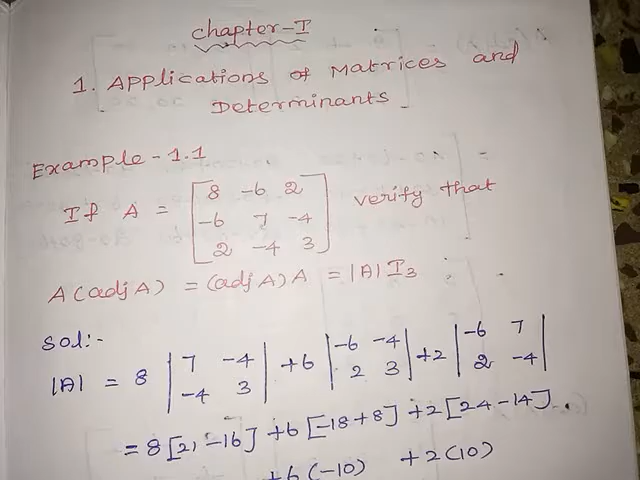 chapter-I
1. Applications of Matrices and
Determinants
Example-1.1
If A = [8 -6 2; -6 7 -4; 2 -4 3] verify that
A(adj A) = (adj A)A = |A| I₃
Sol:-
|A| = 8 |7 -4; -4 3| +6 |-6 -4; 2 3| +2 |-6 7; 2 -4|
= 8[21-16] +6[-18+8] +2[24-14].
+6(-10) +2(10)